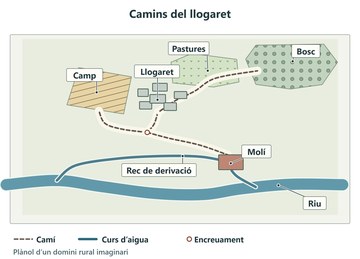 Camins del llogaret
Pastures
Bosc
Camp
Llogaret
Molí
Rec de derivació
Riu
Camí
Curs d'aigua
Encreuament
Plànol d'un domini rural imaginari